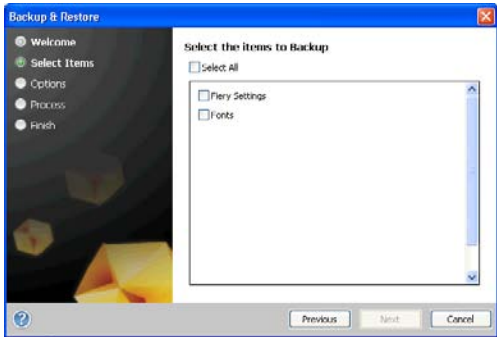 Backup & Restore
Welcome
Select Items
Options
Process
Finish
Select the items to Backup
Select All
Fiery Settings
Fonts
?
Previous
Next
Cancel